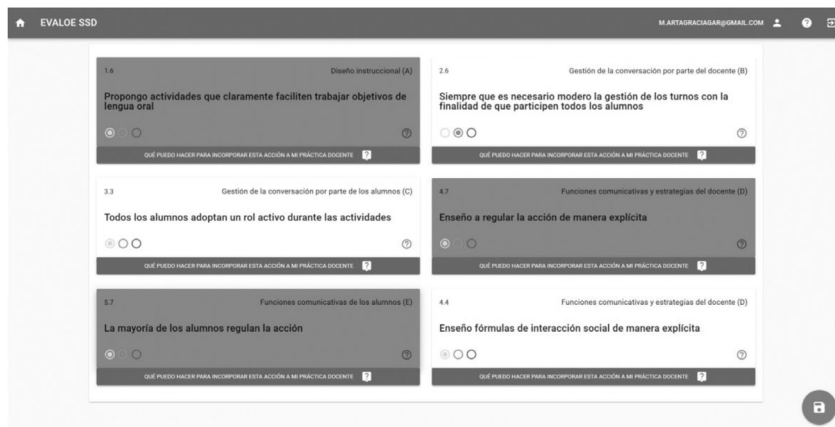 EVALOE SSD
M.ARTAGRACIAGAR@GMAIL.COM
1.6 Diseño instruccional (A)
Propongo actividades que claramente faciliten trabajar objetivos de
lengua oral
QUÉ PUEDO HACER PARA INCORPORAR ESTA ACCIÓN A MI PRÁCTICA DOCENTE
2.6 Gestión de la conversación por parte del docente (B)
Siempre que es necesario modero la gestión de los turnos con la
finalidad de que participen todos los alumnos
QUÉ PUEDO HACER PARA INCORPORAR ESTA ACCIÓN A MI PRÁCTICA DOCENTE
3.3 Gestión de la conversación por parte de los alumnos (C)
Todos los alumnos adoptan un rol activo durante las actividades
QUÉ PUEDO HACER PARA INCORPORAR ESTA ACCIÓN A MI PRÁCTICA DOCENTE
4.7 Funciones comunicativas y estrategias del docente (D)
Enseño a regular la acción de manera explícita
QUÉ PUEDO HACER PARA INCORPORAR ESTA ACCIÓN A MI PRÁCTICA DOCENTE
5.7 Funciones comunicativas de los alumnos (E)
La mayoría de los alumnos regulan la acción
QUÉ PUEDO HACER PARA INCORPORAR ESTA ACCIÓN A MI PRÁCTICA DOCENTE
4.4 Funciones comunicativas y estrategias del docente (D)
Enseño fórmulas de interacción social de manera explícita
QUÉ PUEDO HACER PARA INCORPORAR ESTA ACCIÓN A MI PRÁCTICA DOCENTE